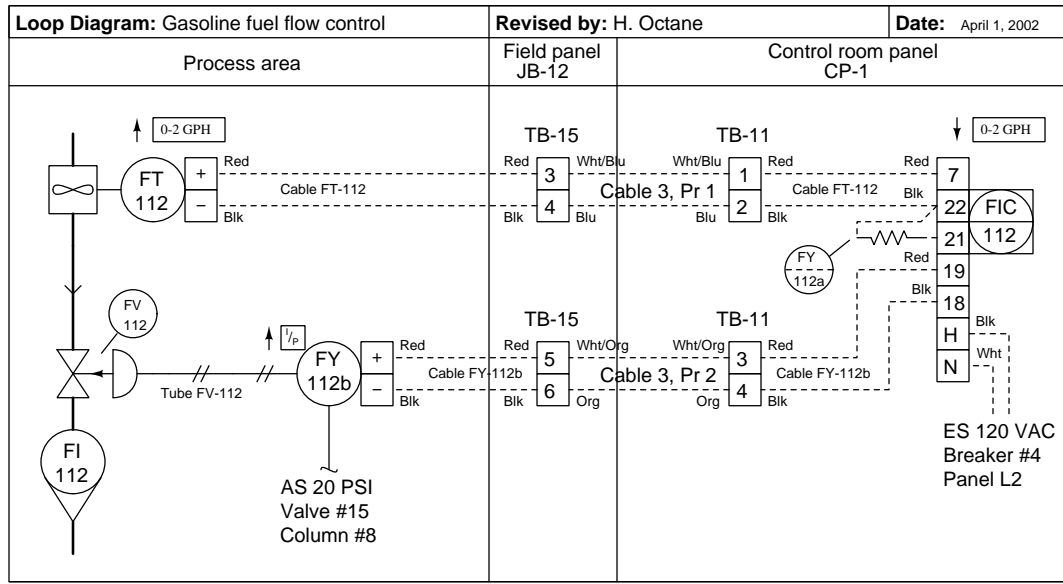 Loop Diagram: Gasoline fuel flow control
Revised by: H. Octane
Date: April 1, 2002
Process area
Field panel
JB-12
Control room panel
CP-1
0-2 GPH
TB-15
TB-11
0-2 GPH
FT
112
+
Red
Cable FT-112
−
Blk
Red
3
Wht/Blu
Blk
4
Blu
Cable 3, Pr 1
Wht/Blu
1
Red
Blu
2
Blk
Cable FT-112
Red
7
Blk
22
FIC
112
21
FY
112a
Red
19
Blk
18
H
Blk
N
Wht
FV
112
I/P
TB-15
TB-11
FY
112b
+
Red
Cable FY-112b
−
Blk
Red
5
Wht/Org
Blk
6
Org
Cable 3, Pr 2
Wht/Org
3
Red
Org
4
Blk
Cable FY-112b
Tube FV-112
FI
112
AS 20 PSI
Valve #15
Column #8
ES 120 VAC
Breaker #4
Panel L2